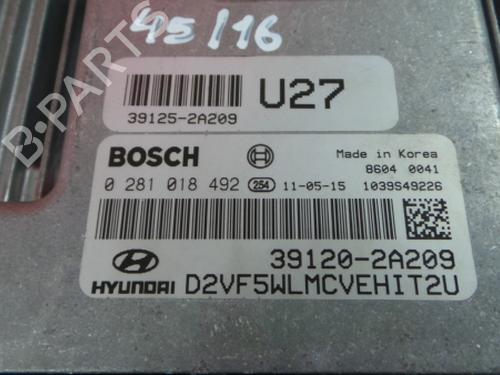 45/16
B-PARTS
U27
39125-2A209
BOSCH
Made in Korea
8604 0041
0 281 018 492 254 11-05-15 1039S49226
39120-2A209
HYUNDAI D2VF5WLMCVEHIT2U